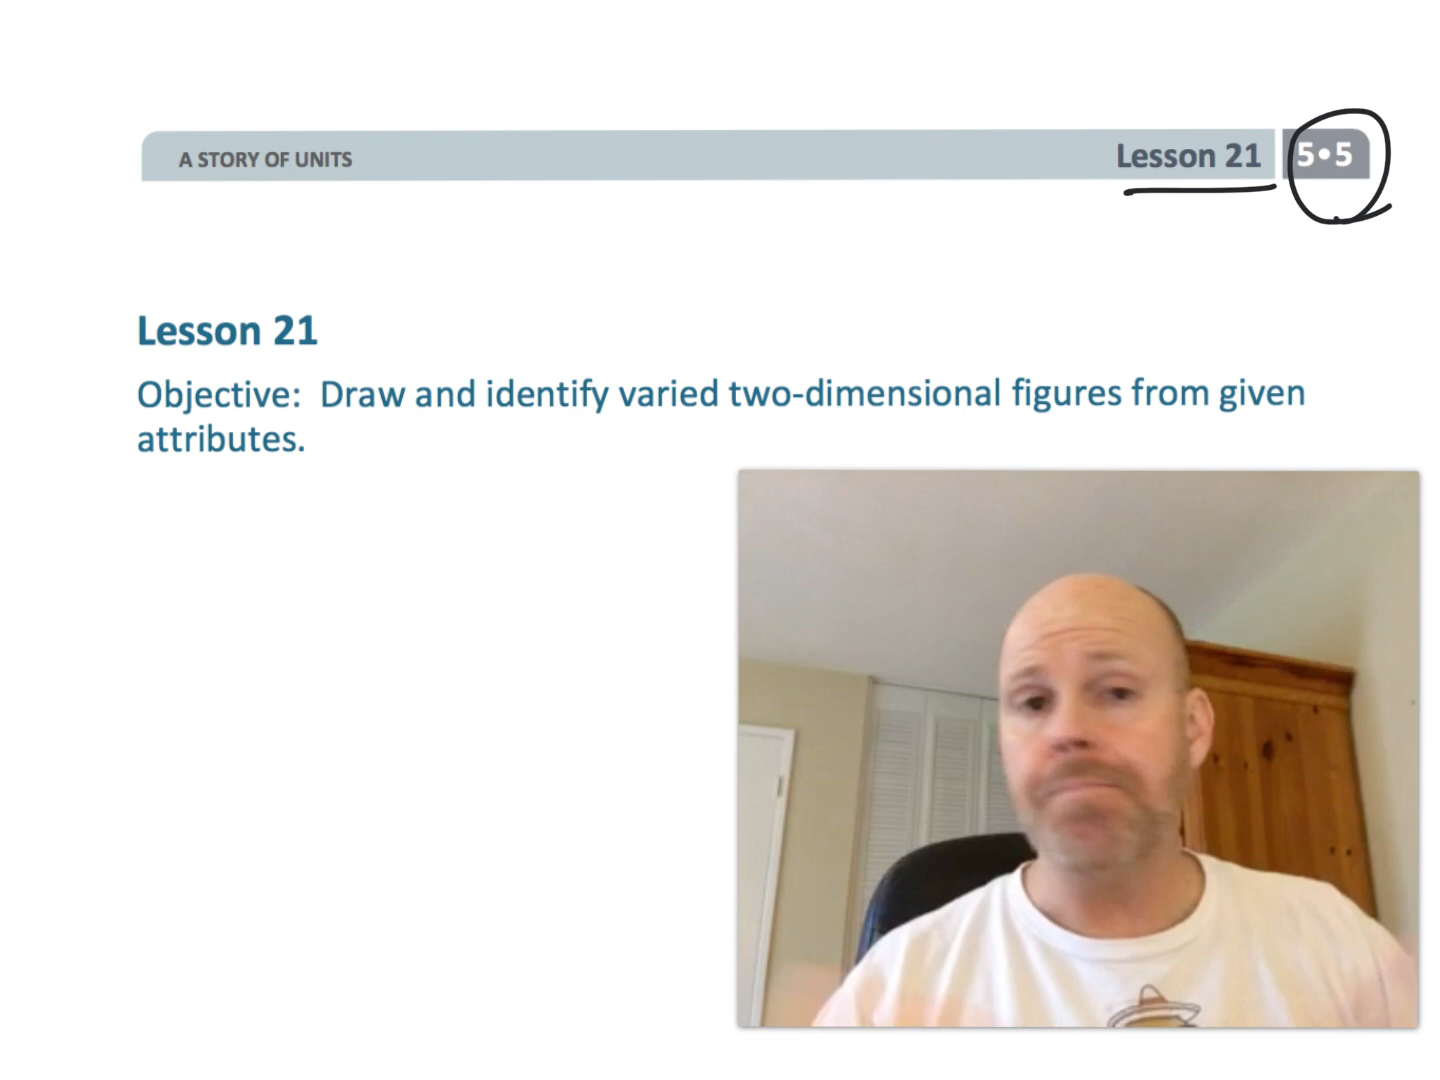 A STORY OF UNITS
Lesson 21
5•5
Lesson 21
Objective: Draw and identify varied two-dimensional figures from given
attributes.